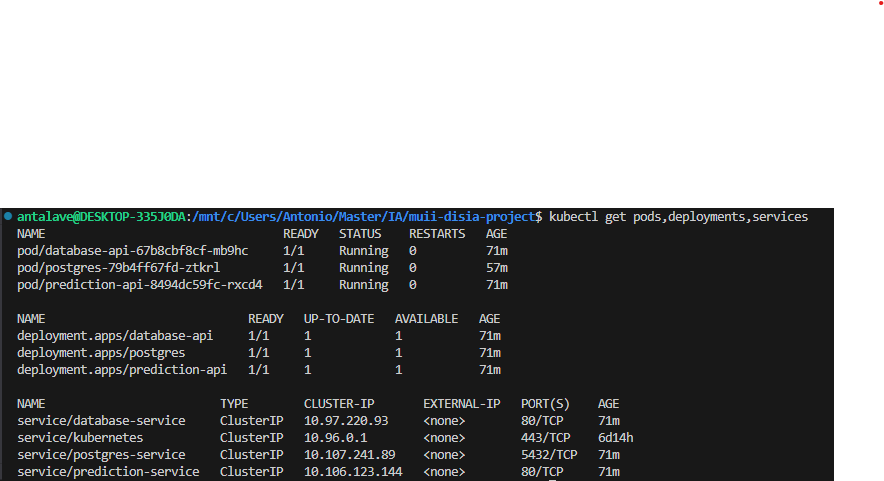 antalave@DESKTOP-335J0DA:/mnt/c/Users/Antonio/Master/IA/muii-disia-project$ kubectl get pods,deployments,services
NAME READY STATUS RESTARTS AGE
pod/database-api-67b8cbf8cf-mb9hc 1/1 Running 0 71m
pod/postgres-79b4ff67fd-ztkrl 1/1 Running 0 57m
pod/prediction-api-8494dc59fc-rxcd4 1/1 Running 0 71m
NAME READY UP-TO-DATE AVAILABLE AGE
deployment.apps/database-api 1/1 1 1 71m
deployment.apps/postgres 1/1 1 1 71m
deployment.apps/prediction-api 1/1 1 1 71m
NAME TYPE CLUSTER-IP EXTERNAL-IP PORT(S) AGE
service/database-service ClusterIP 10.97.220.93 <none> 80/TCP 71m
service/kubernetes ClusterIP 10.96.0.1 <none> 443/TCP 6d14h
service/postgres-service ClusterIP 10.107.241.89 <none> 5432/TCP 71m
service/prediction-service ClusterIP 10.106.123.144 <none> 80/TCP 71m